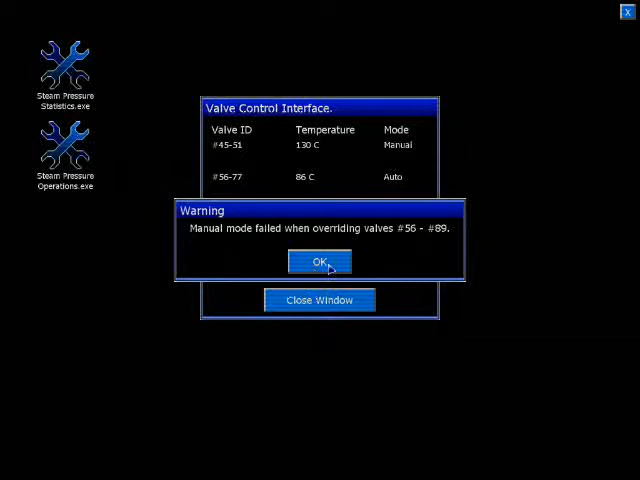 X
Steam Pressure
Statistics.exe
Steam Pressure
Operations.exe
Valve Control Interface.
Valve ID Temperature Mode
#45-51 130 C Manual
#56-77 86 C Auto
Warning
Manual mode failed when overriding valves #56 - #89.
OK
Close Window